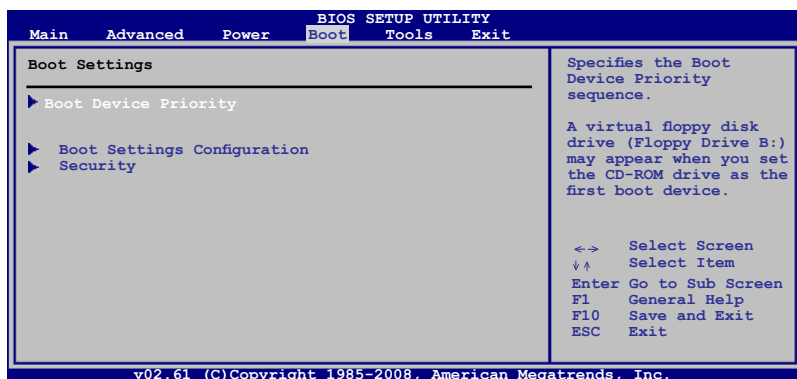 BIOS SETUP UTILITY
Main Advanced Power Boot Tools Exit
Boot Settings
Boot Device Priority
Boot Settings Configuration
Security
Specifies the Boot
Device Priority
sequence.
A virtual floppy disk
drive (Floppy Drive B:)
may appear when you set
the CD-ROM drive as the
first boot device.
←→ Select Screen
↓↑ Select Item
Enter Go to Sub Screen
F1 General Help
F10 Save and Exit
ESC Exit
v02.61 (C)Copyright 1985-2008, American Megatrends, Inc.